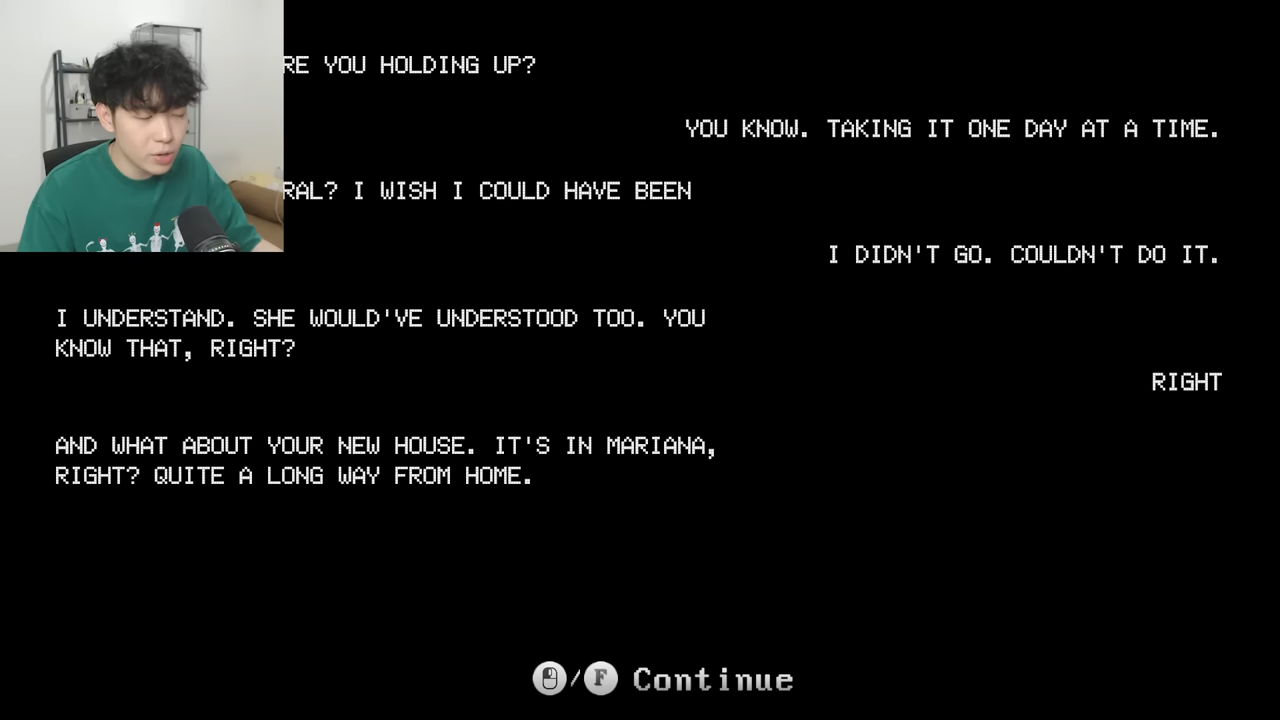 YOU HOLDING UP?
YOU KNOW. TAKING IT ONE DAY AT A TIME.
I WISH I COULD HAVE BEEN
I DIDN'T GO. COULDN'T DO IT.
I UNDERSTAND. SHE WOULD'VE UNDERSTOOD TOO. YOU
KNOW THAT, RIGHT?
RIGHT
AND WHAT ABOUT YOUR NEW HOUSE. IT'S IN MARIANA,
RIGHT? QUITE A LONG WAY FROM HOME.
/F Continue